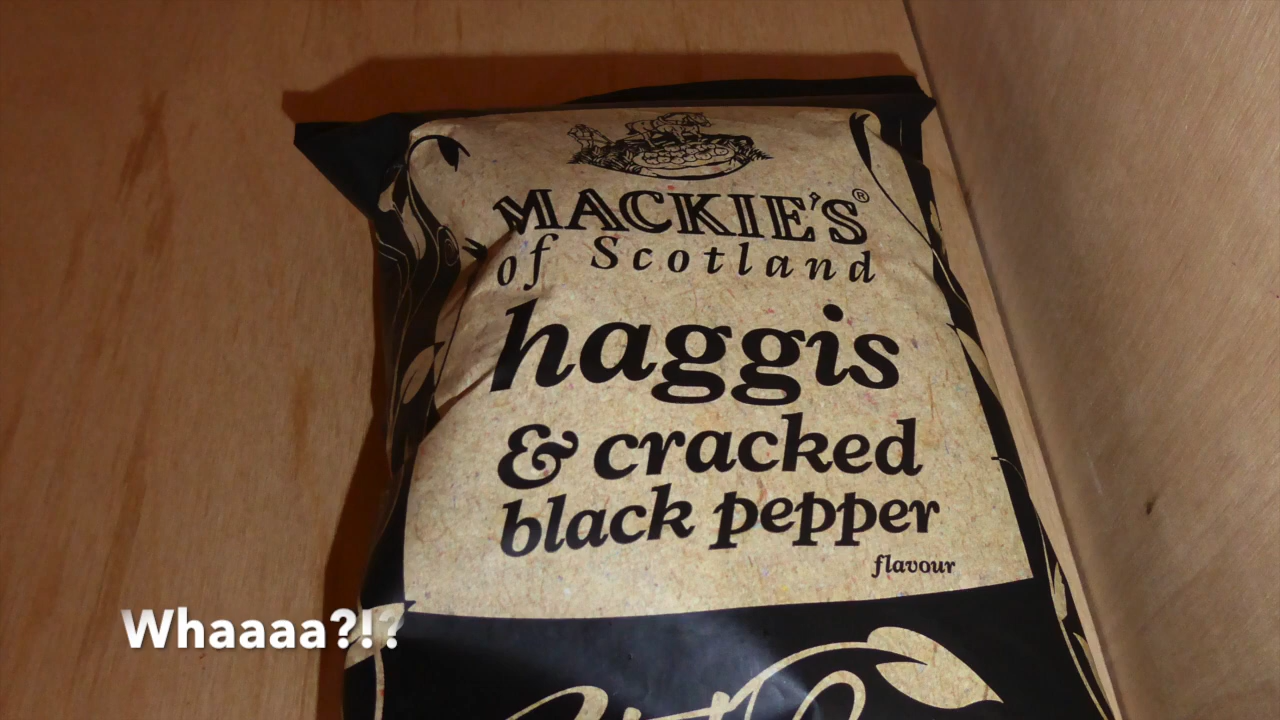 MACKIE'S®
of Scotland
haggis
& cracked
black pepper
flavour
Whaaaa?!?